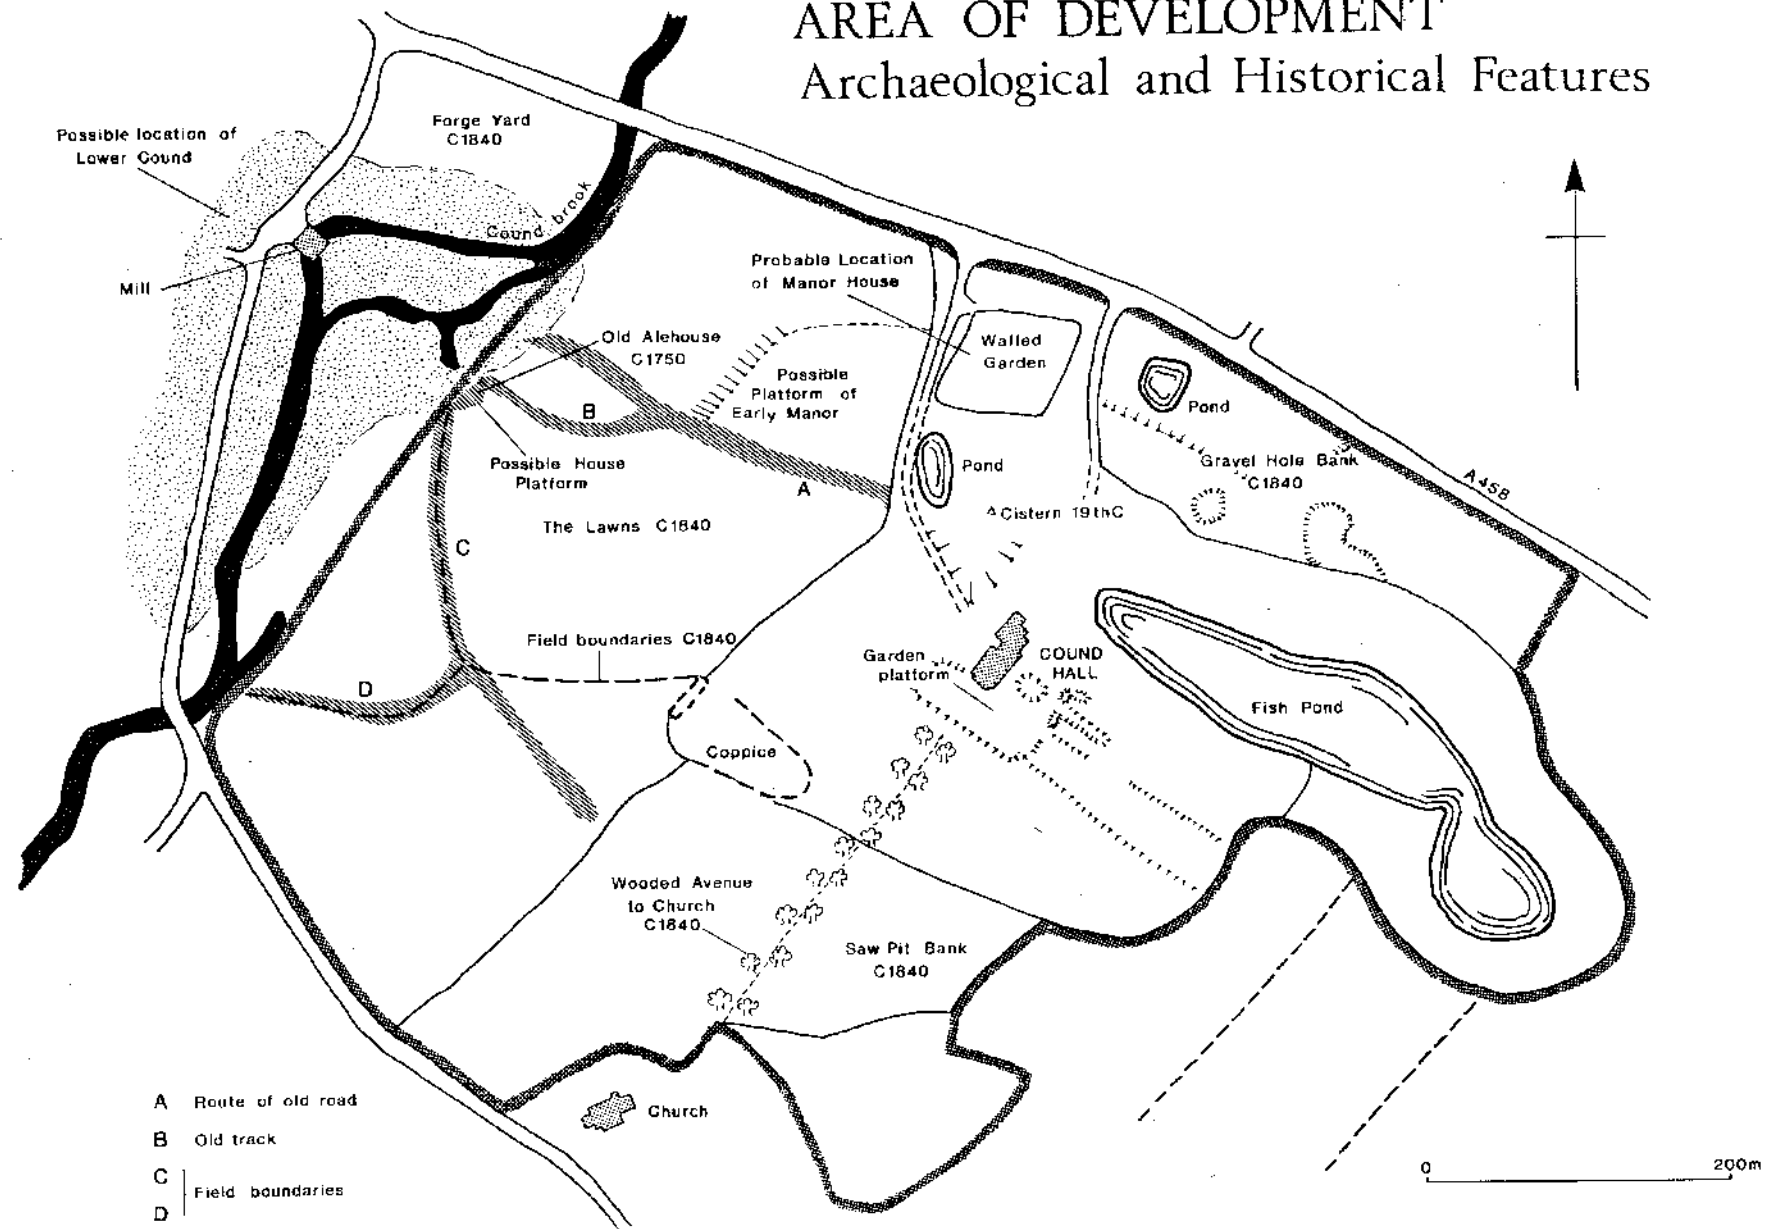 AREA OF DEVELOPMENT
Archaeological and Historical Features
Possible location of
Lower Cound
Forge Yard
C1840
Cound brook
Mill
Probable Location
of Manor House
Old Alehouse
C1750
Walled
Garden
Possible
Platform of
Early Manor
B
Pond
Possible House
Platform
A
Pond
Gravel Hole Bank
C1840
A458
The Lawns C1840
Cistern 19thC
C
Field boundaries C1840
Garden
platform
COUND
HALL
D
Fish Pond
Coppice
Wooded Avenue
to Church
C1840
Saw Pit Bank
C1840
Church
A Route of old road
B Old track
C
Field boundaries
D
0 200m